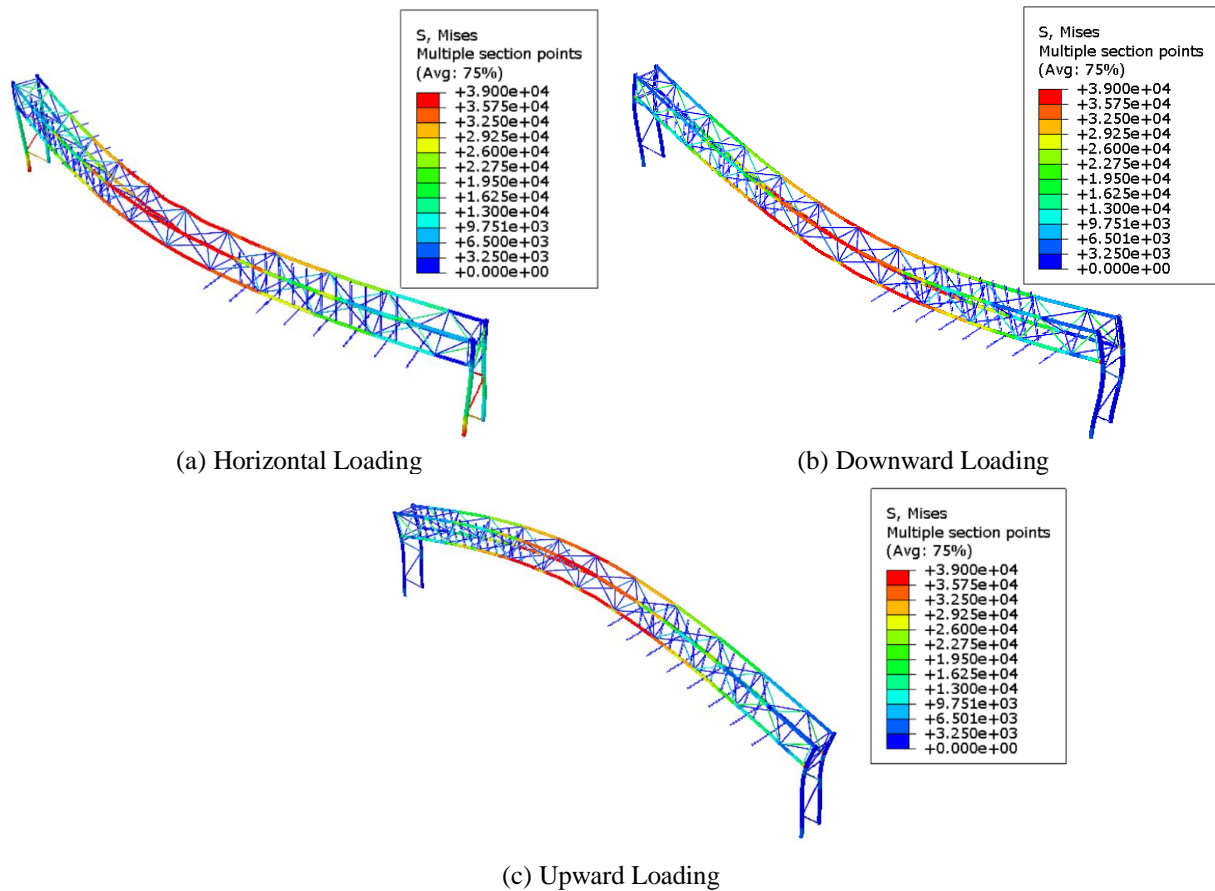 S, Mises
Multiple section points
(Avg: 75%)
+3.900e+04
+3.575e+04
+3.250e+04
+2.925e+04
+2.600e+04
+2.275e+04
+1.950e+04
+1.625e+04
+1.300e+04
+9.751e+03
+6.500e+03
+3.250e+03
+0.000e+00
(a) Horizontal Loading
S, Mises
Multiple section points
(Avg: 75%)
+3.900e+04
+3.575e+04
+3.250e+04
+2.925e+04
+2.600e+04
+2.275e+04
+1.950e+04
+1.625e+04
+1.300e+04
+9.751e+03
+6.501e+03
+3.250e+03
+0.000e+00
(b) Downward Loading
S, Mises
Multiple section points
(Avg: 75%)
+3.900e+04
+3.575e+04
+3.250e+04
+2.925e+04
+2.600e+04
+2.275e+04
+1.950e+04
+1.625e+04
+1.300e+04
+9.751e+03
+6.501e+03
+3.250e+03
+0.000e+00
(c) Upward Loading